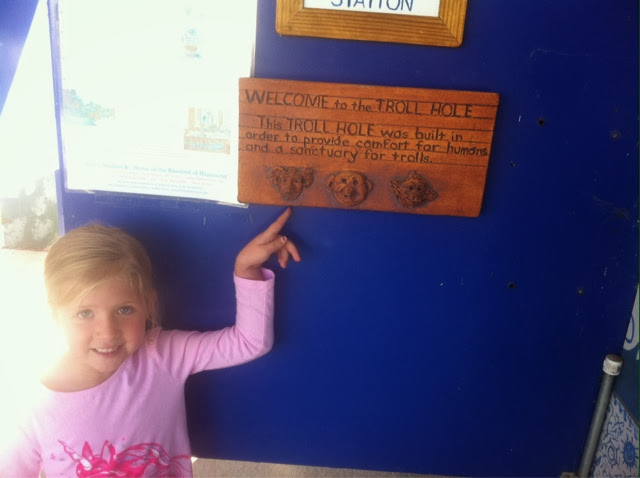 STATION
WELCOME to the TROLL HOLE
This TROLL HOLE was built in
order to provide comfort for humans
and a sanctuary for trolls.